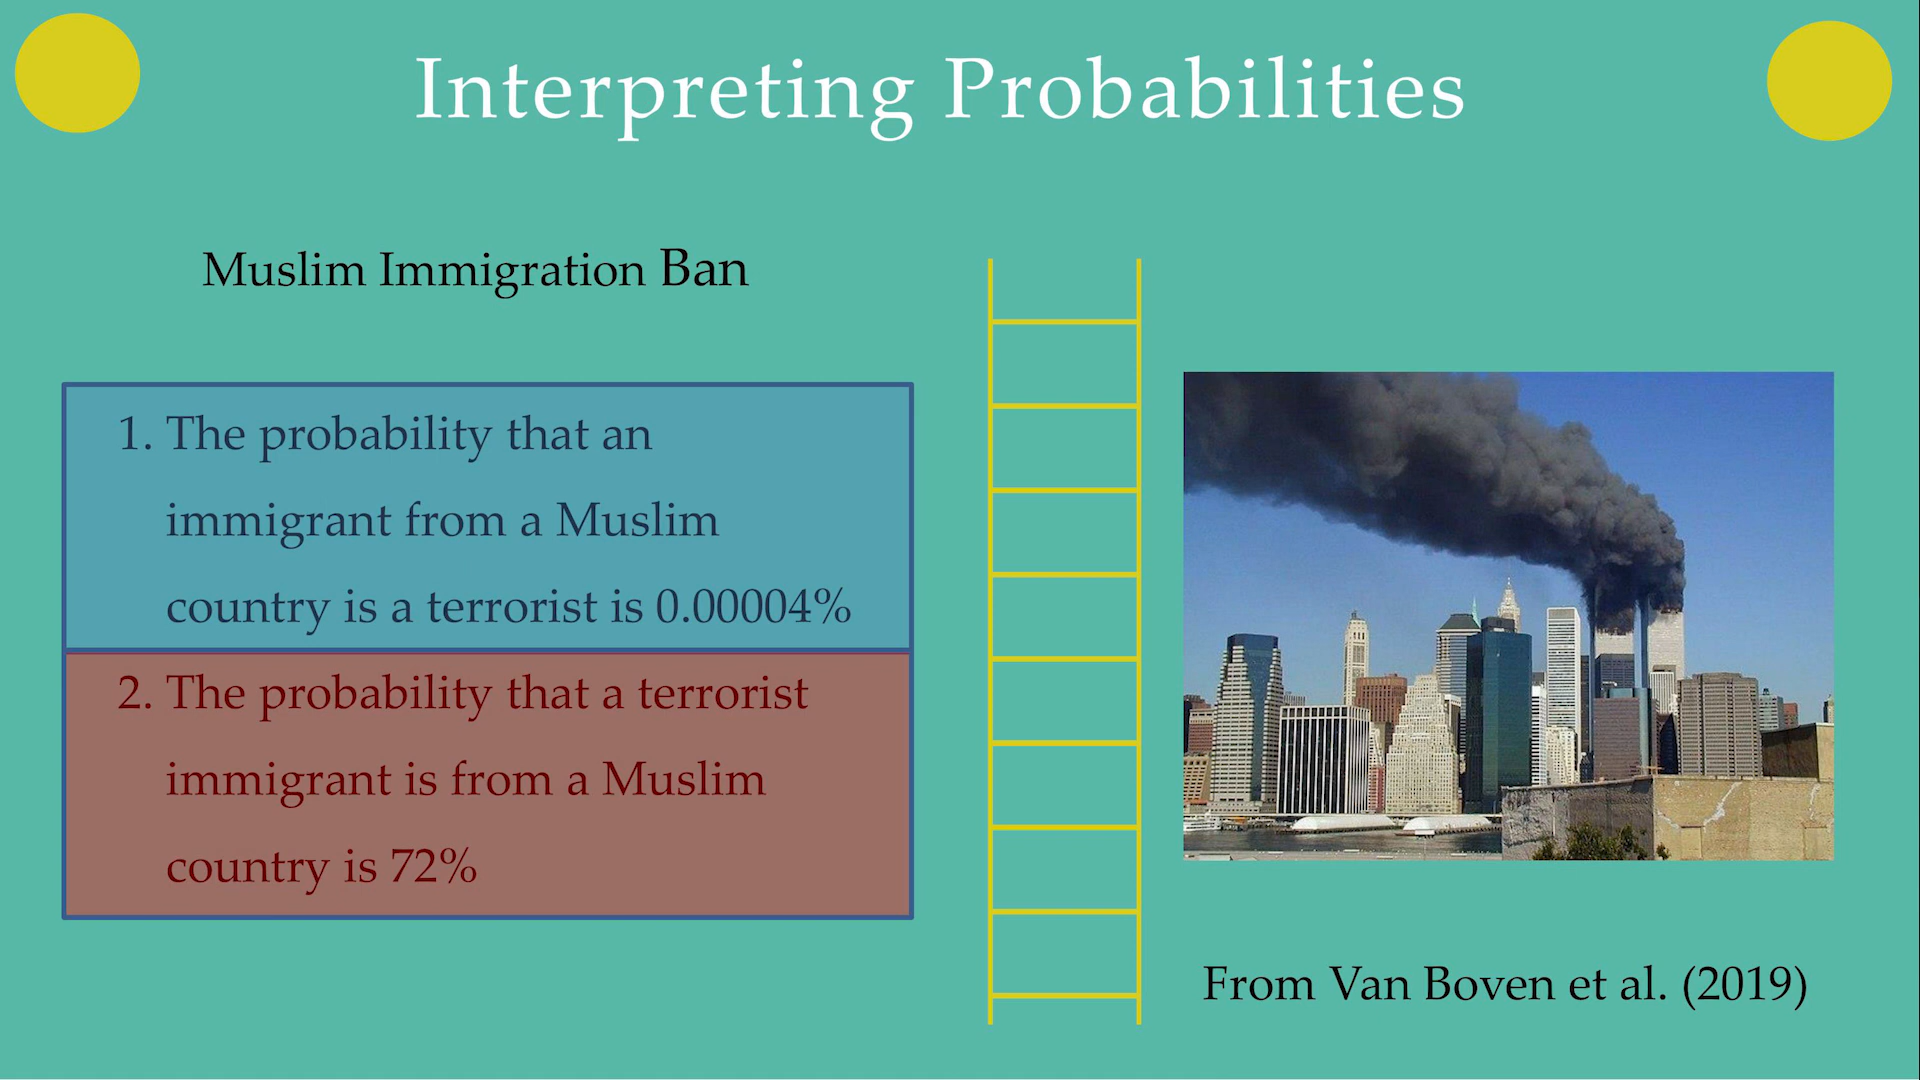 Interpreting Probabilities
Muslim Immigration Ban
1. The probability that an
immigrant from a Muslim
country is a terrorist is 0.00004%
2. The probability that a terrorist
immigrant is from a Muslim
country is 72%
From Van Boven et al. (2019)